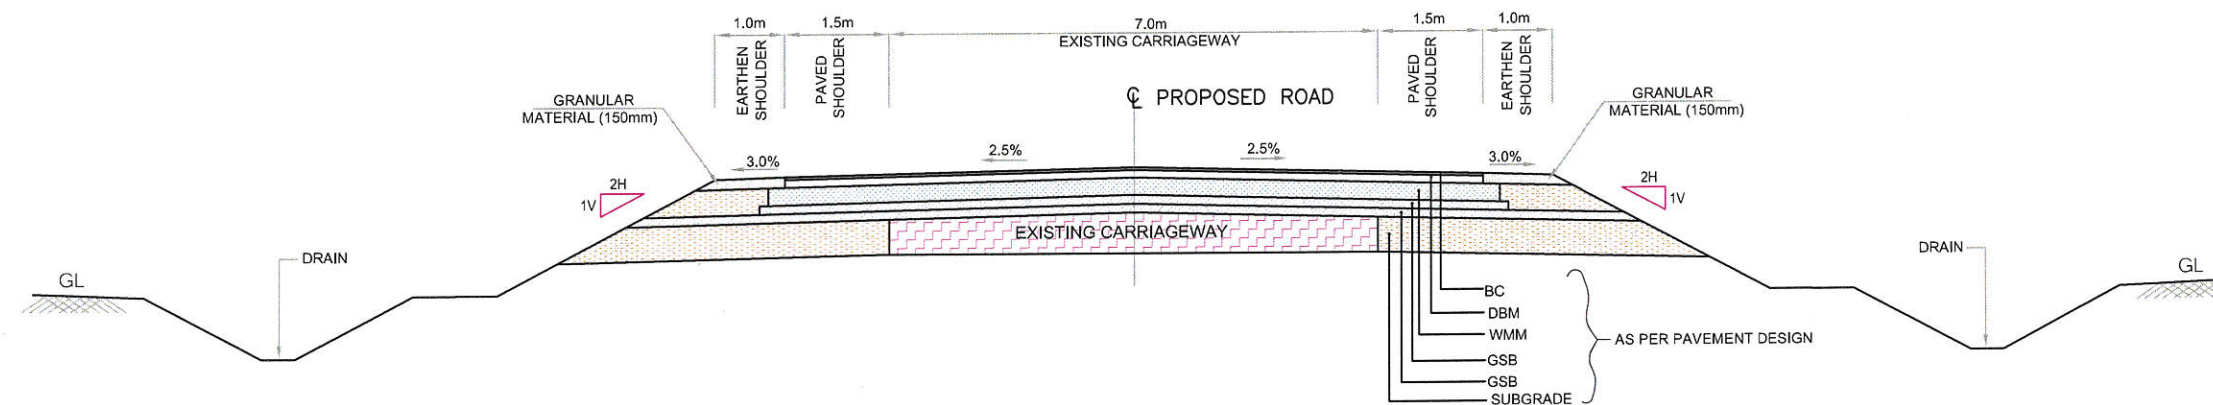 1.0m
1.5m
7.0m
1.5m
1.0m
EXISTING CARRIAGEWAY
EARTHEN
SHOULDER
PAVED
SHOULDER
PAVED
SHOULDER
EARTHEN
SHOULDER
GRANULAR
MATERIAL (150mm)
℄ PROPOSED ROAD
GRANULAR
MATERIAL (150mm)
3.0%
2.5%
2.5%
3.0%
2H
1V
2H
1V
EXISTING CARRIAGEWAY
DRAIN
DRAIN
GL
GL
BC
DBM
WMM
GSB
GSB
SUBGRADE
AS PER PAVEMENT DESIGN